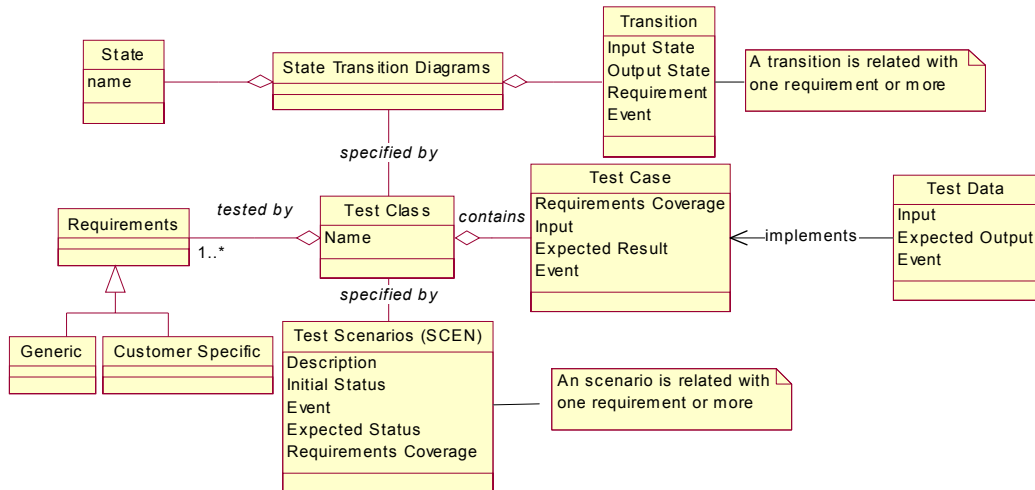 Transition
Input State
Output State
Requirement
Event
State
name
State Transition Diagrams
A transition is related with
one requirement or more
specified by
Test Case
Requirements Coverage
Input
Expected Result
Event
Test Data
Input
Expected Output
Event
implements
Requirements
tested by
1..*
Test Class
Name
contains
specified by
Generic
Customer Specific
Test Scenarios (SCEN)
Description
Initial Status
Event
Expected Status
Requirements Coverage
An scenario is related with
one requirement or more